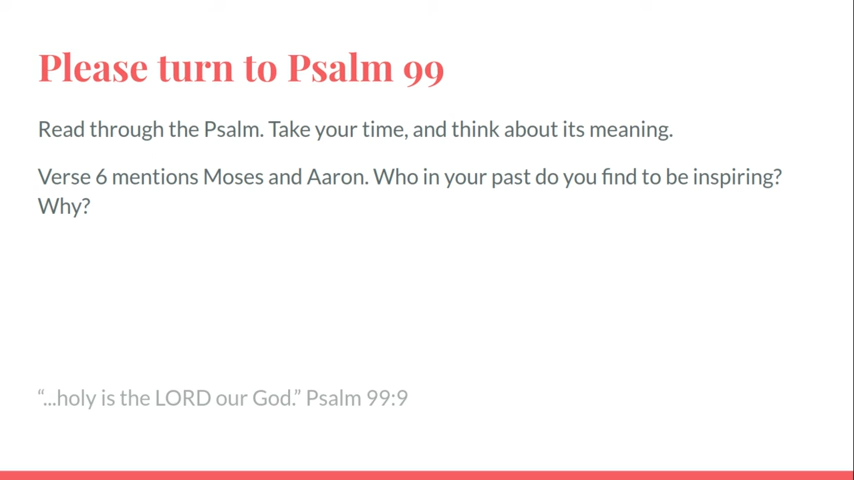 Please turn to Psalm 99
Read through the Psalm. Take your time, and think about its meaning.
Verse 6 mentions Moses and Aaron. Who in your past do you find to be inspiring?
Why?
“...holy is the LORD our God.” Psalm 99:9